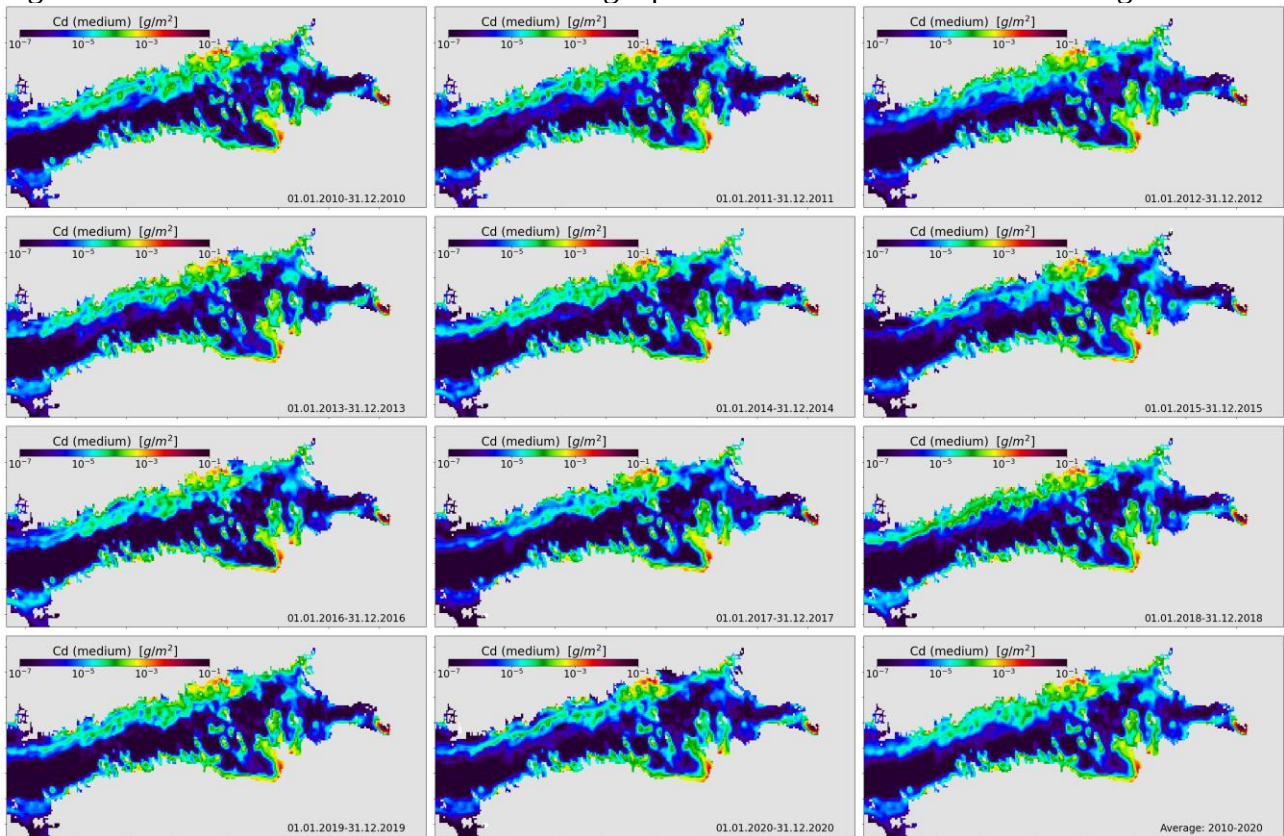 Cd (medium) [g/m²] Cd (medium) [g/m²] Cd (medium) [g/m²]
10⁻⁷ 10⁻⁵ 10⁻³ 10⁻¹ 10⁻⁷ 10⁻⁵ 10⁻³ 10⁻¹ 10⁻⁷ 10⁻⁵ 10⁻³ 10⁻¹
01.01.2010-31.12.2010 01.01.2011-31.12.2011 01.01.2012-31.12.2012
Cd (medium) [g/m²] Cd (medium) [g/m²] Cd (medium) [g/m²]
10⁻⁷ 10⁻⁵ 10⁻³ 10⁻¹ 10⁻⁷ 10⁻⁵ 10⁻³ 10⁻¹ 10⁻⁷ 10⁻⁵ 10⁻³ 10⁻¹
01.01.2013-31.12.2013 01.01.2014-31.12.2014 01.01.2015-31.12.2015
Cd (medium) [g/m²] Cd (medium) [g/m²] Cd (medium) [g/m²]
10⁻⁷ 10⁻⁵ 10⁻³ 10⁻¹ 10⁻⁷ 10⁻⁵ 10⁻³ 10⁻¹ 10⁻⁷ 10⁻⁵ 10⁻³ 10⁻¹
01.01.2016-31.12.2016 01.01.2017-31.12.2017 01.01.2018-31.12.2018
Cd (medium) [g/m²] Cd (medium) [g/m²] Cd (medium) [g/m²]
10⁻⁷ 10⁻⁵ 10⁻³ 10⁻¹ 10⁻⁷ 10⁻⁵ 10⁻³ 10⁻¹ 10⁻⁷ 10⁻⁵ 10⁻³ 10⁻¹
01.01.2019-31.12.2019 01.01.2020-31.12.2020 Average: 2010-2020